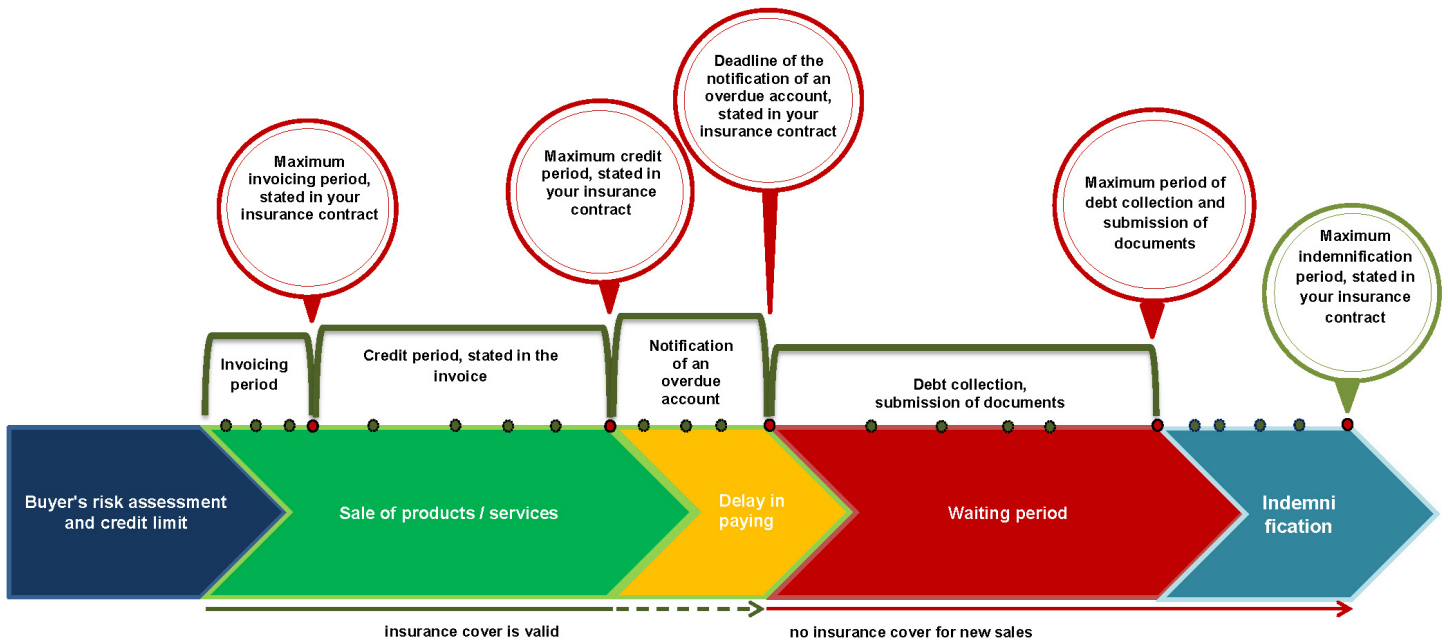 Maximum
invoicing period,
stated in your
insurance contract
Maximum credit
period, stated in
your insurance
contract
Deadline of the
notification of an
overdue account,
stated in your
insurance contract
Maximum period of
debt collection and
submission of
documents
Maximum
indemnification
period, stated in
your insurance
contract
Invoicing
period
Credit period, stated in the
invoice
Notification
of an
overdue
account
Debt collection,
submission of documents
Buyer's risk assessment
and credit limit
Sale of products / services
Delay in
paying
Waiting period
Indemni
fication
insurance cover is valid
no insurance cover for new sales